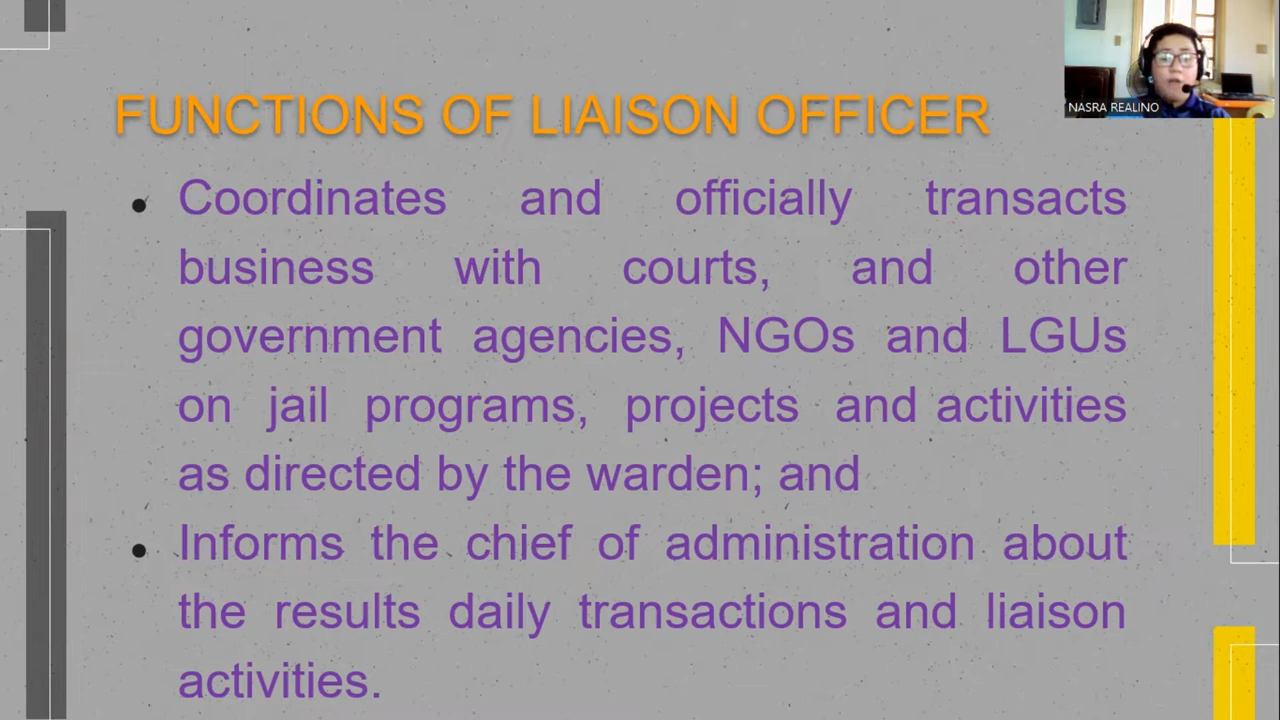 NASRA REALINO
FUNCTIONS OF LIAISON OFFICER
Coordinates and officially transacts
business with courts, and other
government agencies, NGOs and LGUs
on jail programs, projects and activities
as directed by the warden; and
Informs the chief of administration about
the results daily transactions and liaison
activities.